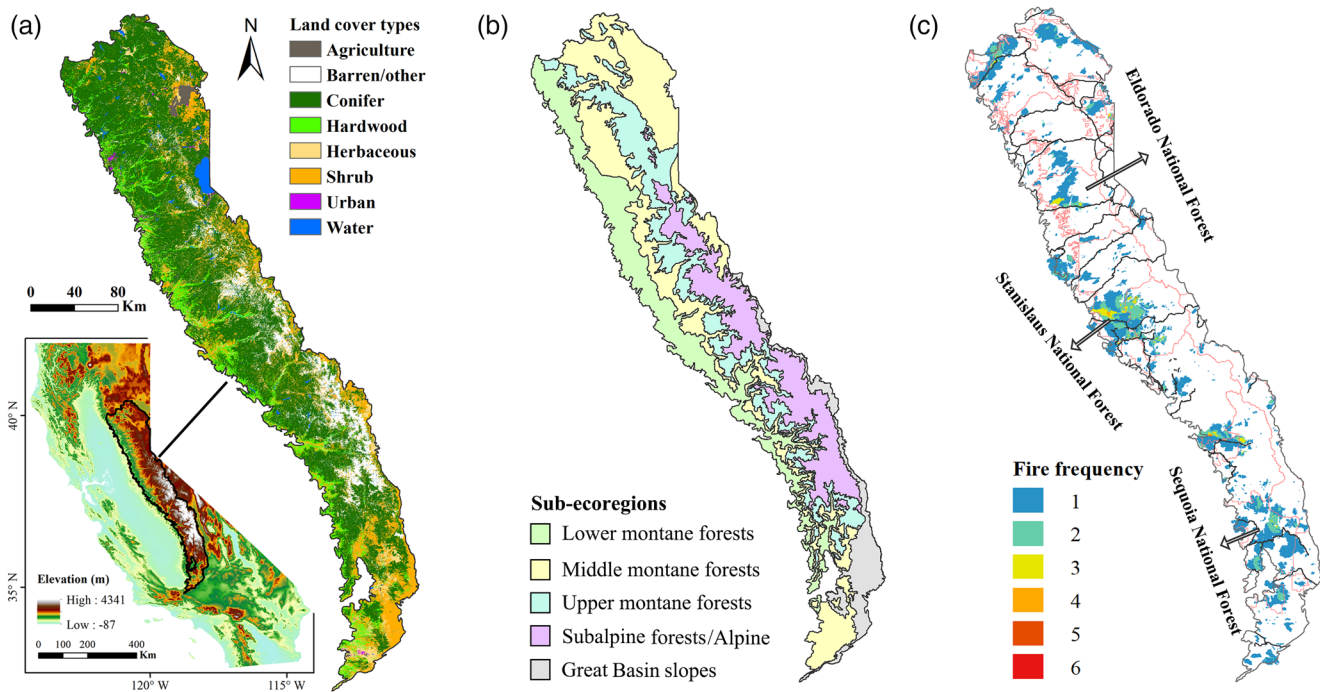 (a)
N
Land cover types
Agriculture
Barren/other
Conifer
Hardwood
Herbaceous
Shrub
Urban
Water
0 40 80
Km
40° N
35° N
Elevation (m)
High : 4341
Low : -87
0 100 200 400
Km
120° W
115° W
(b)
Sub-ecoregions
Lower montane forests
Middle montane forests
Upper montane forests
Subalpine forests/Alpine
Great Basin slopes
(c)
Eldorado National Forest
Stanislaus National Forest
Sequoia National Forest
Fire frequency
1
2
3
4
5
6